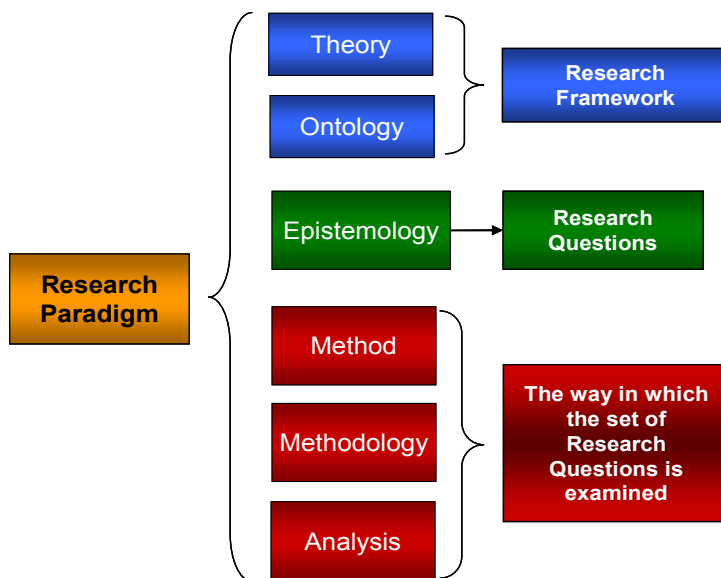 Theory
Ontology
Research
Framework
Epistemology
Research
Questions
Research
Paradigm
Method
Methodology
Analysis
The way in which
the set of
Research
Questions is
examined